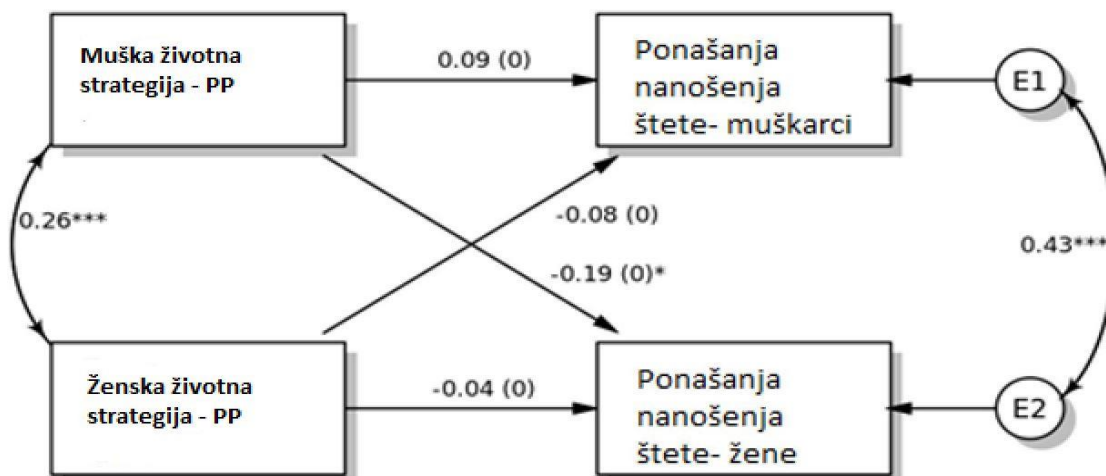 Muška životna
strategija - PP
0.09 (0)
Ponašanja
nanošenja
štete- muškarci
E1
0.26***
-0.08 (0)
-0.19 (0)*
0.43***
Ženska životna
strategija - PP
-0.04 (0)
Ponašanja
nanošenja
štete- žene
E2